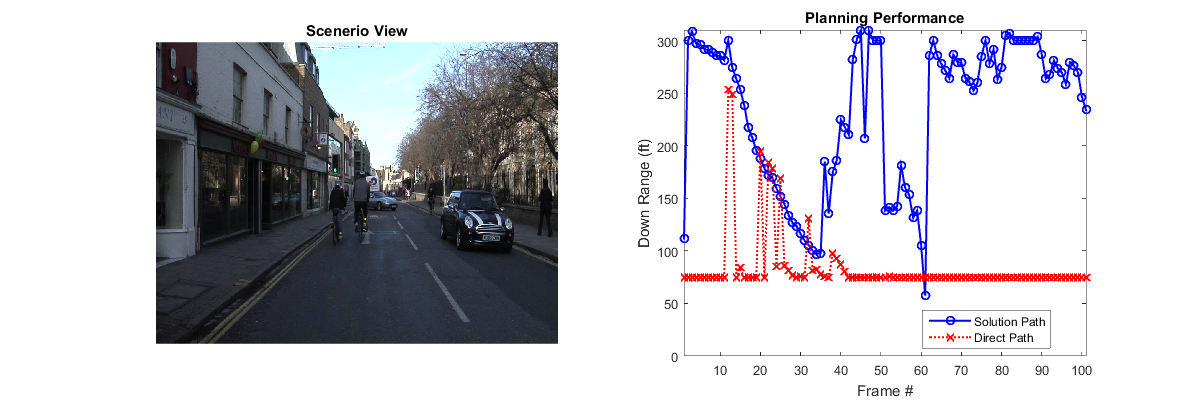 Scenerio View
Planning Performance
300
250
200
150
100
50
0
Down Range (ft)
10 20 30 40 50 60 70 80 90 100
Frame #
Solution Path
Direct Path